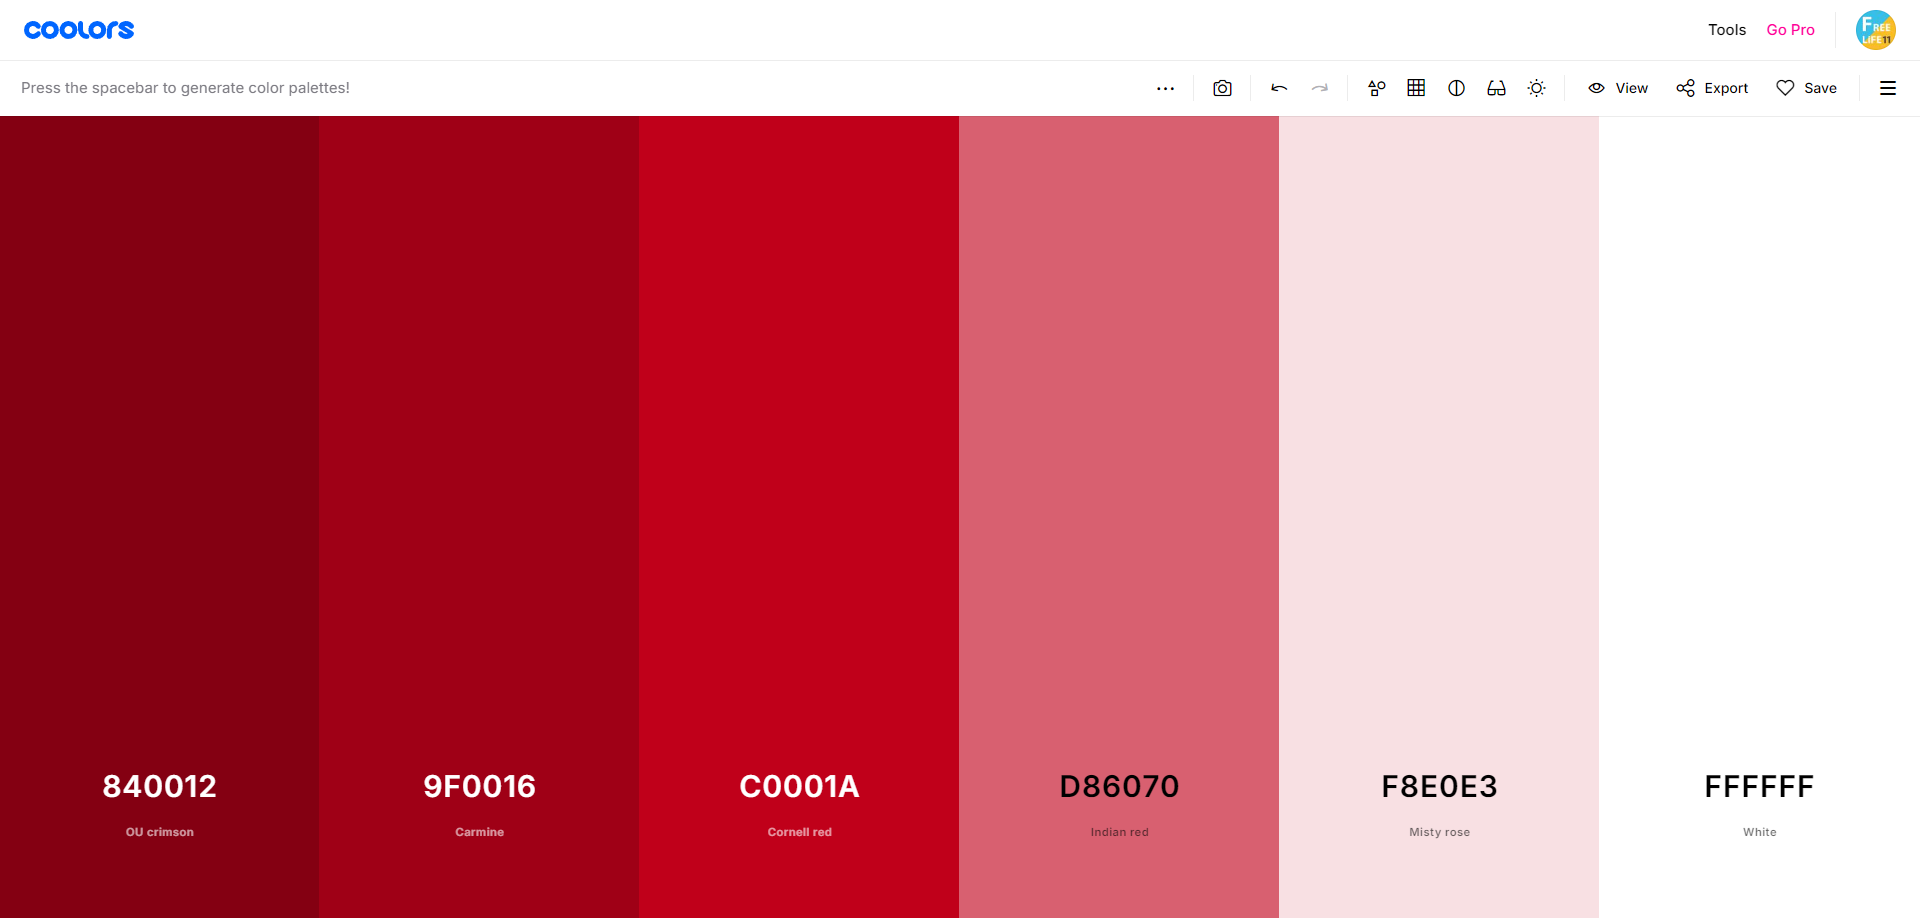 coolors
Tools
Go Pro
FREE
LIFE11
Press the spacebar to generate color palettes!
View
Export
Save
840012
OU crimson
9F0016
Carmine
C0001A
Cornell red
D86070
Indian red
F8E0E3
Misty rose
FFFFFF
White